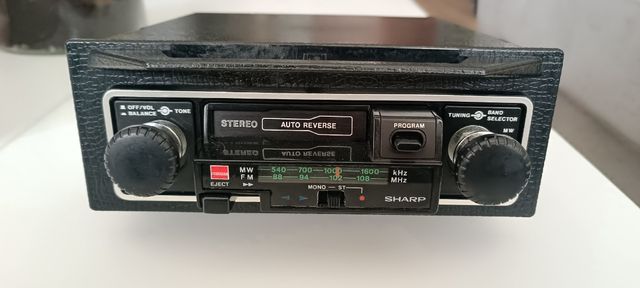 OFF/VOL
BALANCE
TONE
STEREO
AUTO REVERSE
PROGRAM
TUNING
BAND
SELECTOR
MW
MW 540 700 1000 1600 kHz
FM 88 94 102 108 MHz
EJECT
MONO ST
SHARP